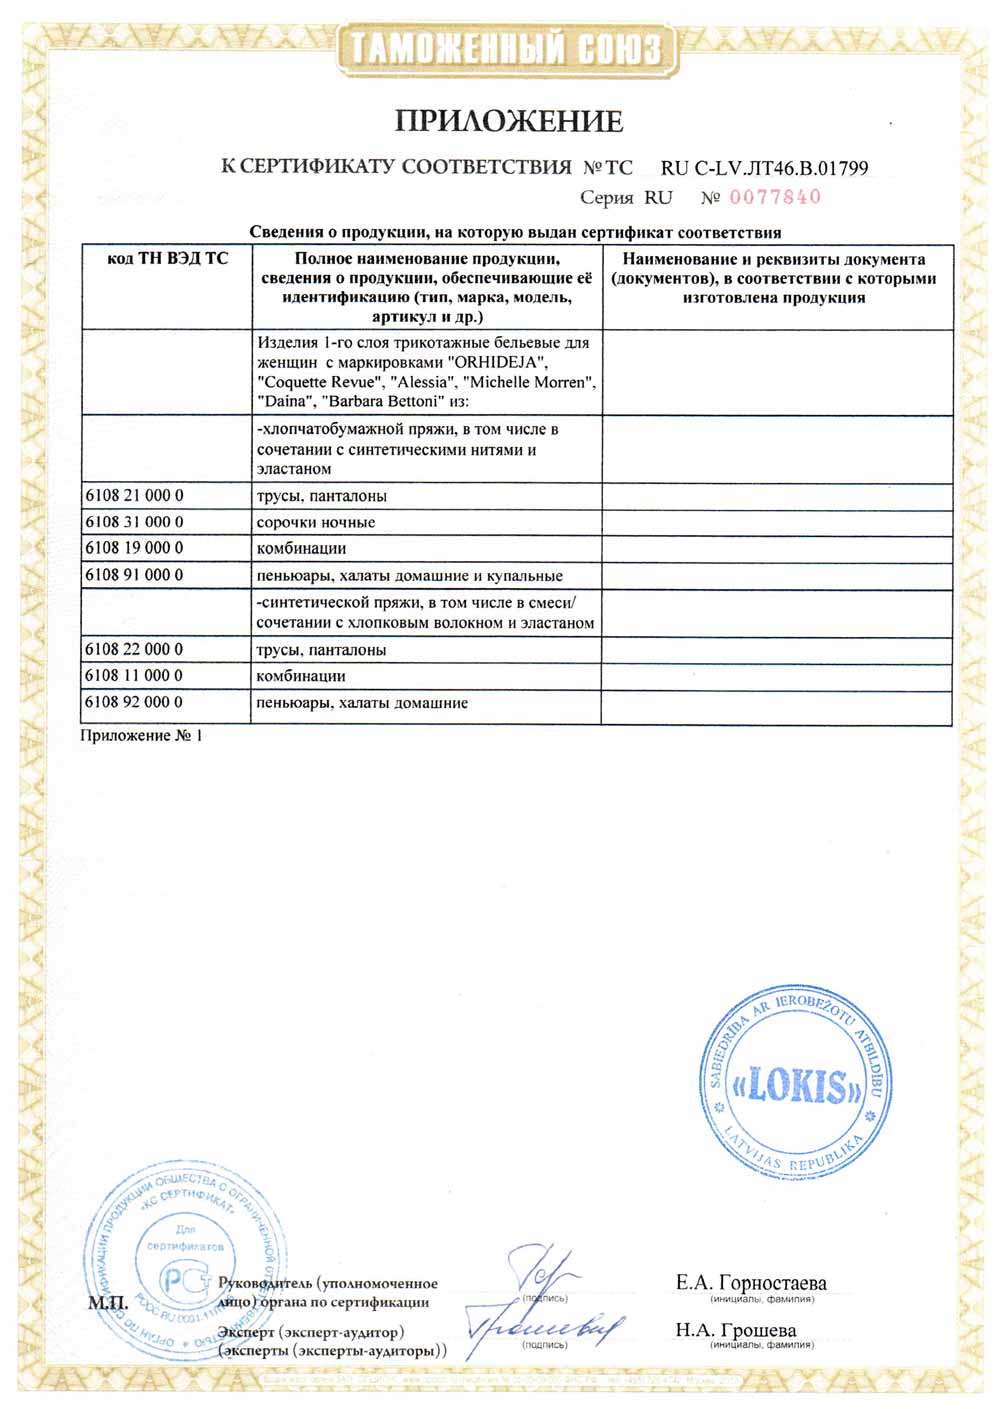 ТАМОЖЕННЫЙ СОЮЗ
ПРИЛОЖЕНИЕ
К СЕРТИФИКАТУ СООТВЕТСТВИЯ № ТС RU C-LV.ЛТ46.В.01799
Серия RU № 0077840
Сведения о продукции, на которую выдан сертификат соответствия
код ТН ВЭД ТС
Полное наименование продукции,
сведения о продукции, обеспечивающие её
идентификацию (тип, марка, модель,
артикул и др.)
Наименование и реквизиты документа
(документов), в соответствии с которыми
изготовлена продукция
Изделия 1-го слоя трикотажные бельевые для
женщин с маркировками "ORHIDEJA",
"Coquette Revue", "Alessia", "Michelle Morren",
"Daina", "Barbara Bettoni" из:
-хлопчатобумажной пряжи, в том числе в
сочетании с синтетическими нитями и
эластаном
6108 21 000 0 трусы, панталоны
6108 31 000 0 сорочки ночные
6108 19 000 0 комбинации
6108 91 000 0 пеньюары, халаты домашние и купальные
-синтетической пряжи, в том числе в смеси/
сочетании с хлопковым волокном и эластаном
6108 22 000 0 трусы, панталоны
6108 11 000 0 комбинации
6108 92 000 0 пеньюары, халаты домашние
Приложение № 1
SABIEDRĪBA AR IEROBEŽOTU ATBILDĪBU
«LOKIS»
LATVIJAS REPUBLIKA
ОРГАН ПО СЕРТИФИКАЦИИ ПРОДУКЦИИ ОБЩЕСТВА С ОГРАНИЧЕННОЙ ОТВЕТСТВЕННОСТЬЮ
«КС СЕРТИФИКАТ»
Для
сертификатов
РСТ
РОСС RU.0001.
М.П.
Руководитель (уполномоченное
лицо) органа по сертификации
(подпись)
Е.А. Горностаева
(инициалы, фамилия)
Эксперт (эксперт-аудитор)
(эксперты (эксперты-аудиторы))
(подпись)
Н.А. Грошева
(инициалы, фамилия)